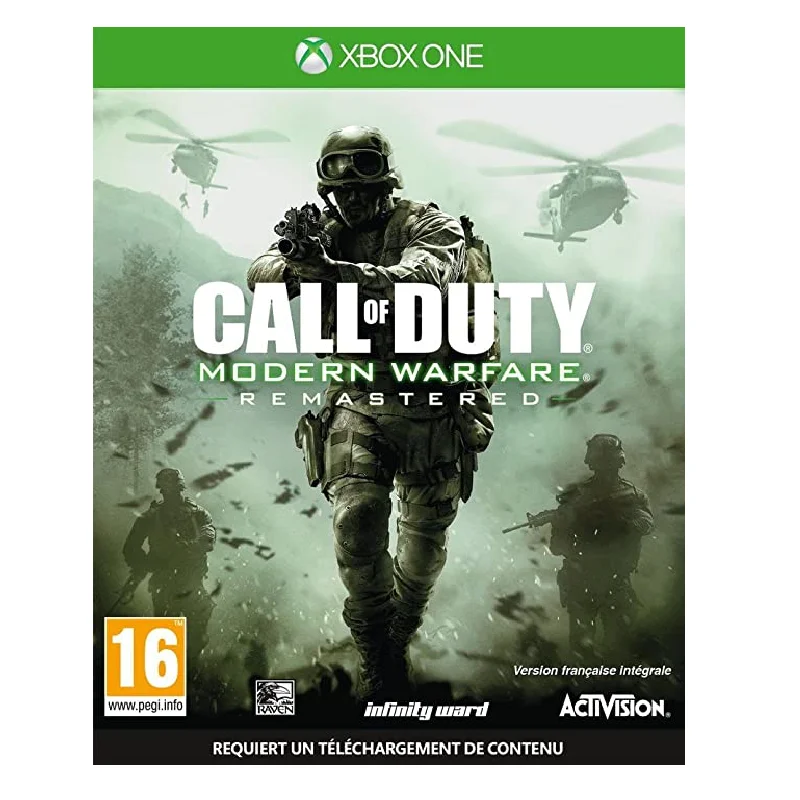 XBOX ONE
CALL OF DUTY®
MODERN WARFARE®
REMASTERED
16™
www.pegi.info
RAVEN
infinity ward
Version française intégrale
ACTIVISION®
REQUIERT UN TÉLÉCHARGEMENT DE CONTENU